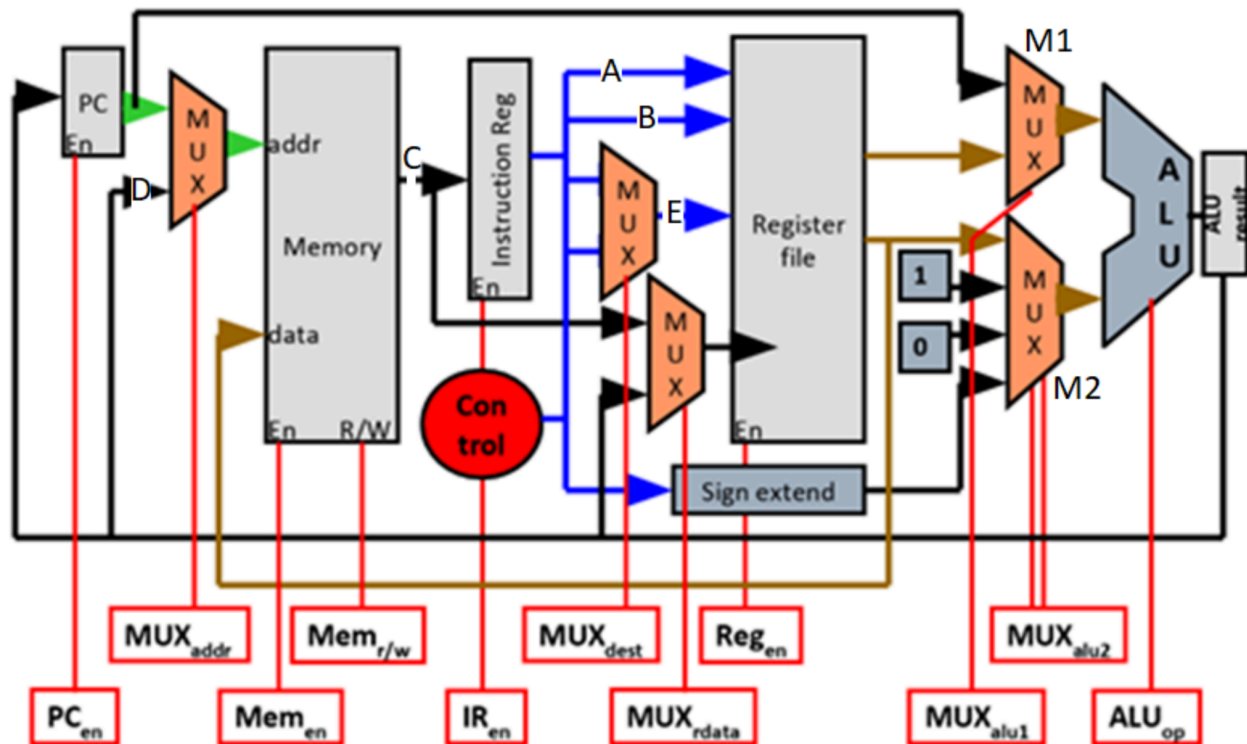 M1
A
PC
En
M
U
X
addr
C
Instruction Reg
En
B
M
U
X
E
Register
file
M
U
X
A
L
U
ALU
result
D
Memory
data
En
R/W
Con
trol
M
U
X
En
Sign extend
1
0
M
U
X
M2
MUXaddr
Memr/w
MUXdest
Regen
MUXalu2
PCen
Memen
IRen
MUXrdata
MUXalu1
ALUop